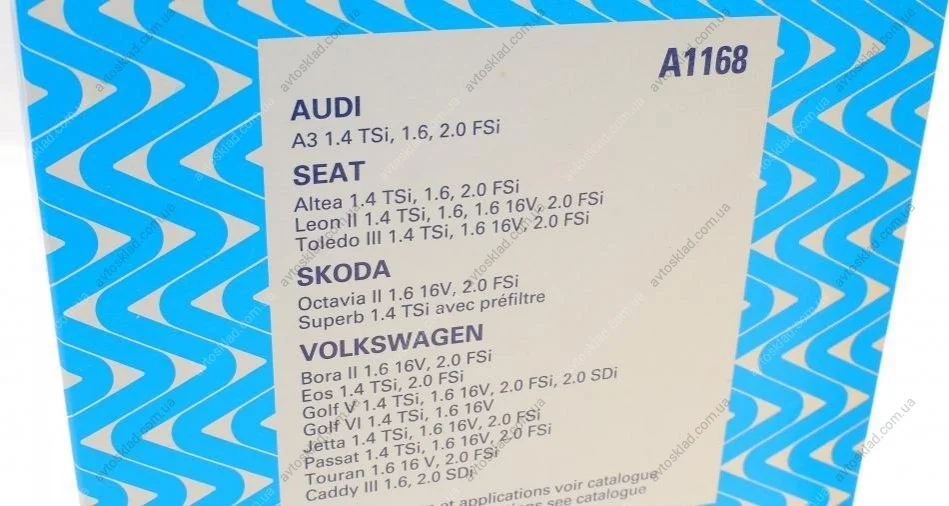 A1168
AUDI
A3 1.4 TSi, 1.6, 2.0 FSi
SEAT
Altea 1.4 TSi, 1.6, 2.0 FSi
Leon II 1.4 TSi, 1.6, 1.6 16V, 2.0 FSi
Toledo III 1.4 TSi, 1.6 16V, 2.0 FSi
SKODA
Octavia II 1.6 16V, 2.0 FSi
Superb 1.4 TSi avec préfiltre
VOLKSWAGEN
Bora II 1.6 16V, 2.0 FSi
Eos 1.4 TSi, 2.0 FSi
Golf V 1.4 TSi, 1.6 16V, 2.0 FSi, 2.0 SDi
Golf VI 1.4 TSi, 1.6 16V
Jetta 1.4 TSi, 1.6 16V, 2.0 FSi
Passat 1.4 TSi, 1.6 16V, 2.0 FSi
Touran 1.6 16 V, 2.0 FSi
Caddy III 1.6, 2.0 SDi
et applications voir catalogue
see catalogue
avtosklad.com.ua